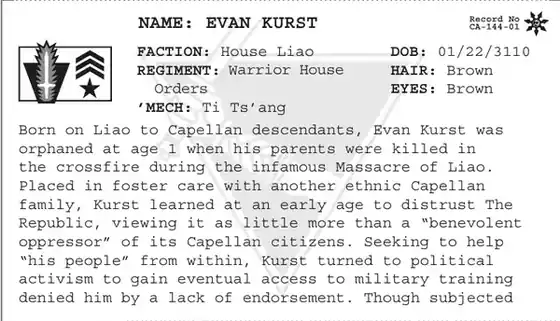 NAME: EVAN KURST
Record No
CA-144-01
FACTION: House Liao
DOB: 01/22/3110
REGIMENT: Warrior House
Orders
HAIR: Brown
EYES: Brown
’MECH: Ti Ts’ang
Born on Liao to Capellan descendants, Evan Kurst was
orphaned at age 1 when his parents were killed in
the crossfire during the infamous Massacre of Liao.
Placed in foster care with another ethnic Capellan
family, Kurst learned at an early age to distrust The
Republic, viewing it as little more than a “benevolent
oppressor” of its Capellan citizens. Seeking to help
“his people” from within, Kurst turned to political
activism to gain eventual access to military training
denied him by a lack of endorsement. Though subjected